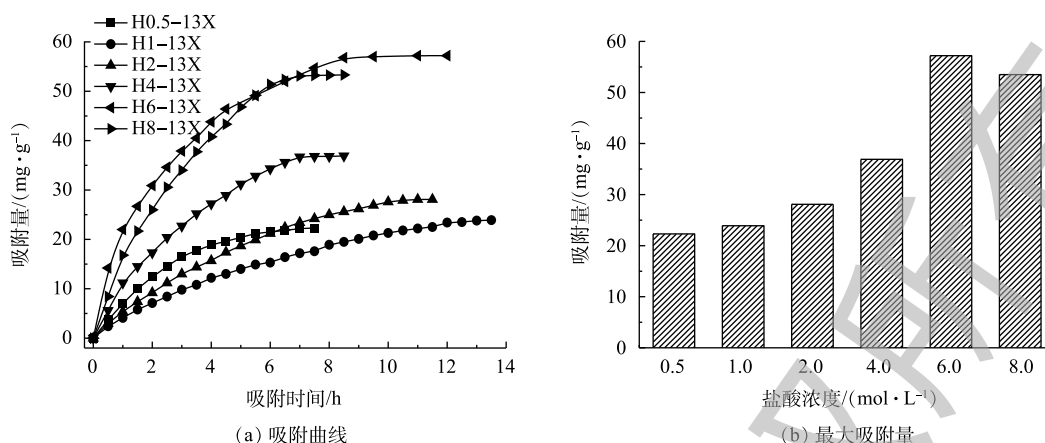 H0.5-13X
H1-13X
H2-13X
H4-13X
H6-13X
H8-13X
60
50
40
30
20
10
0
吸附量/(mg·g⁻¹)
0 2 4 6 8 10 12 14
吸附时间/h
(a) 吸附曲线
60
50
40
30
20
10
0
吸附量/(mg·g⁻¹)
0.5 1.0 2.0 4.0 6.0 8.0
盐酸浓度/(mol·L⁻¹)
(b) 最大吸附量